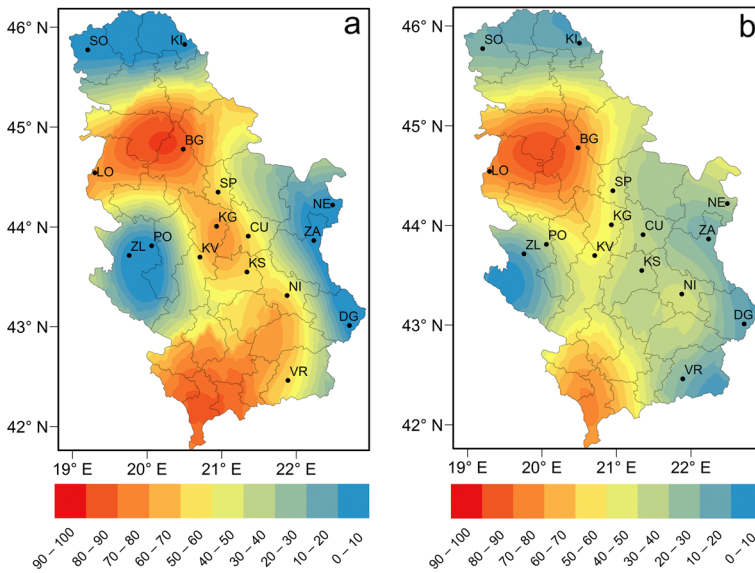 a
46° N
45° N
44° N
43° N
42° N
SO
KI
BG
LO
SP
NE
KG
CU
ZA
ZL
PO
KV
KS
NI
DG
VR
19° E
20° E
21° E
22° E
90 – 100
80 – 90
70 – 80
60 – 70
50 – 60
40 – 50
30 – 40
20 – 30
10 – 20
0 – 10
b
46° N
45° N
44° N
43° N
42° N
SO
KI
BG
LO
SP
NE
KG
CU
ZA
ZL
PO
KV
KS
NI
DG
VR
19° E
20° E
21° E
22° E
90 – 100
80 – 90
70 – 80
60 – 70
50 – 60
40 – 50
30 – 40
20 – 30
10 – 20
0 – 10